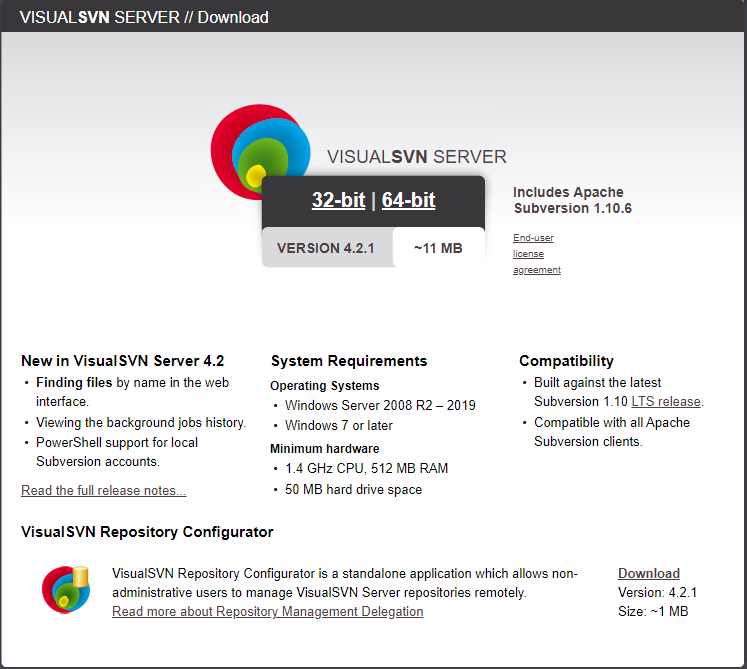 VISUALSVN SERVER // Download
VISUALSVN SERVER
32-bit | 64-bit
VERSION 4.2.1
~11 MB
Includes Apache
Subversion 1.10.6
End-user
license
agreement
New in VisualSVN Server 4.2
• Finding files by name in the web
interface.
• Viewing the background jobs history.
• PowerShell support for local
Subversion accounts.
Read the full release notes...
System Requirements
Operating Systems
• Windows Server 2008 R2 – 2019
• Windows 7 or later
Minimum hardware
• 1.4 GHz CPU, 512 MB RAM
• 50 MB hard drive space
Compatibility
• Built against the latest
Subversion 1.10 LTS release.
• Compatible with all Apache
Subversion clients.
VisualSVN Repository Configurator
VisualSVN Repository Configurator is a standalone application which allows non-
administrative users to manage VisualSVN Server repositories remotely.
Read more about Repository Management Delegation
Download
Version: 4.2.1
Size: ~1 MB